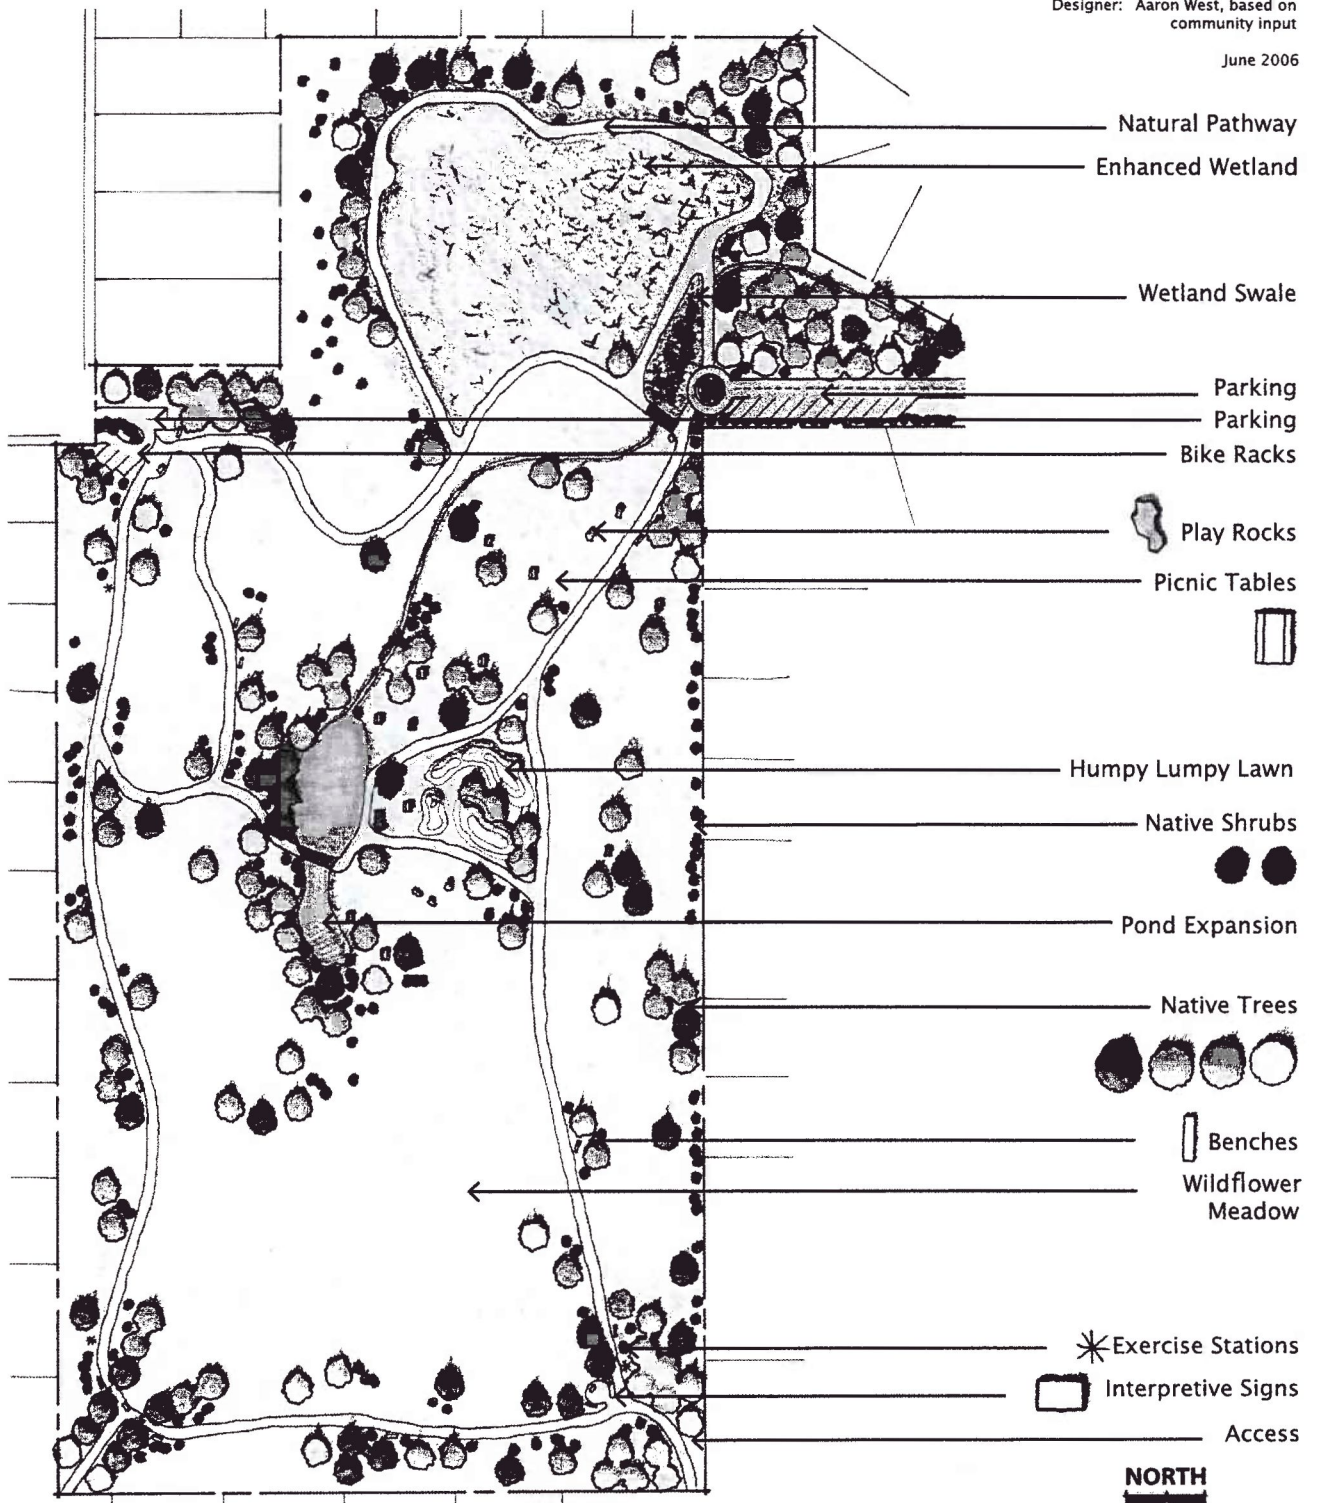 Designer: Aaron West, based on
community input
June 2006
Natural Pathway
Enhanced Wetland
Wetland Swale
Parking
Parking
Bike Racks
Play Rocks
Picnic Tables
Humpy Lumpy Lawn
Native Shrubs
Pond Expansion
Native Trees
Benches
Wildflower
Meadow
Exercise Stations
Interpretive Signs
Access
NORTH